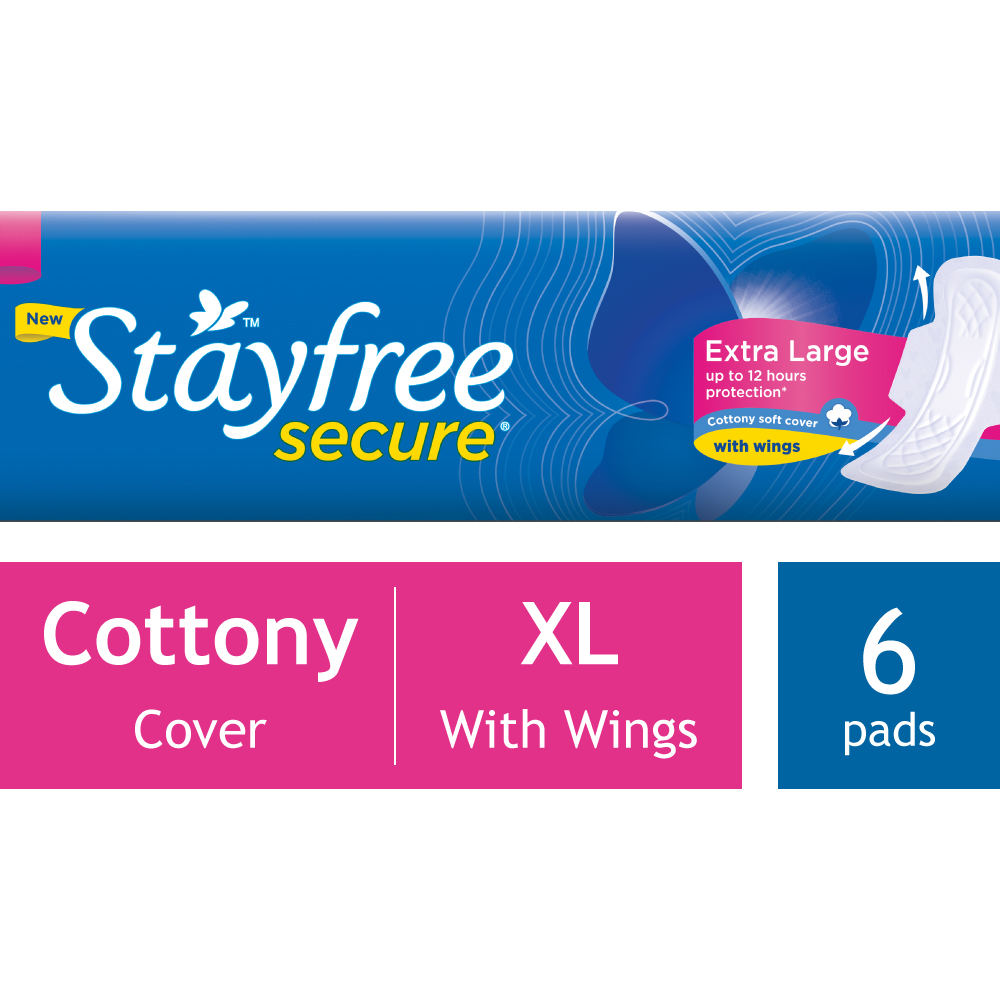 New
Stayfree™
secure®
Extra Large
up to 12 hours
protection*
Cottony soft cover
with wings
Cottony
Cover
XL
With Wings
6
pads